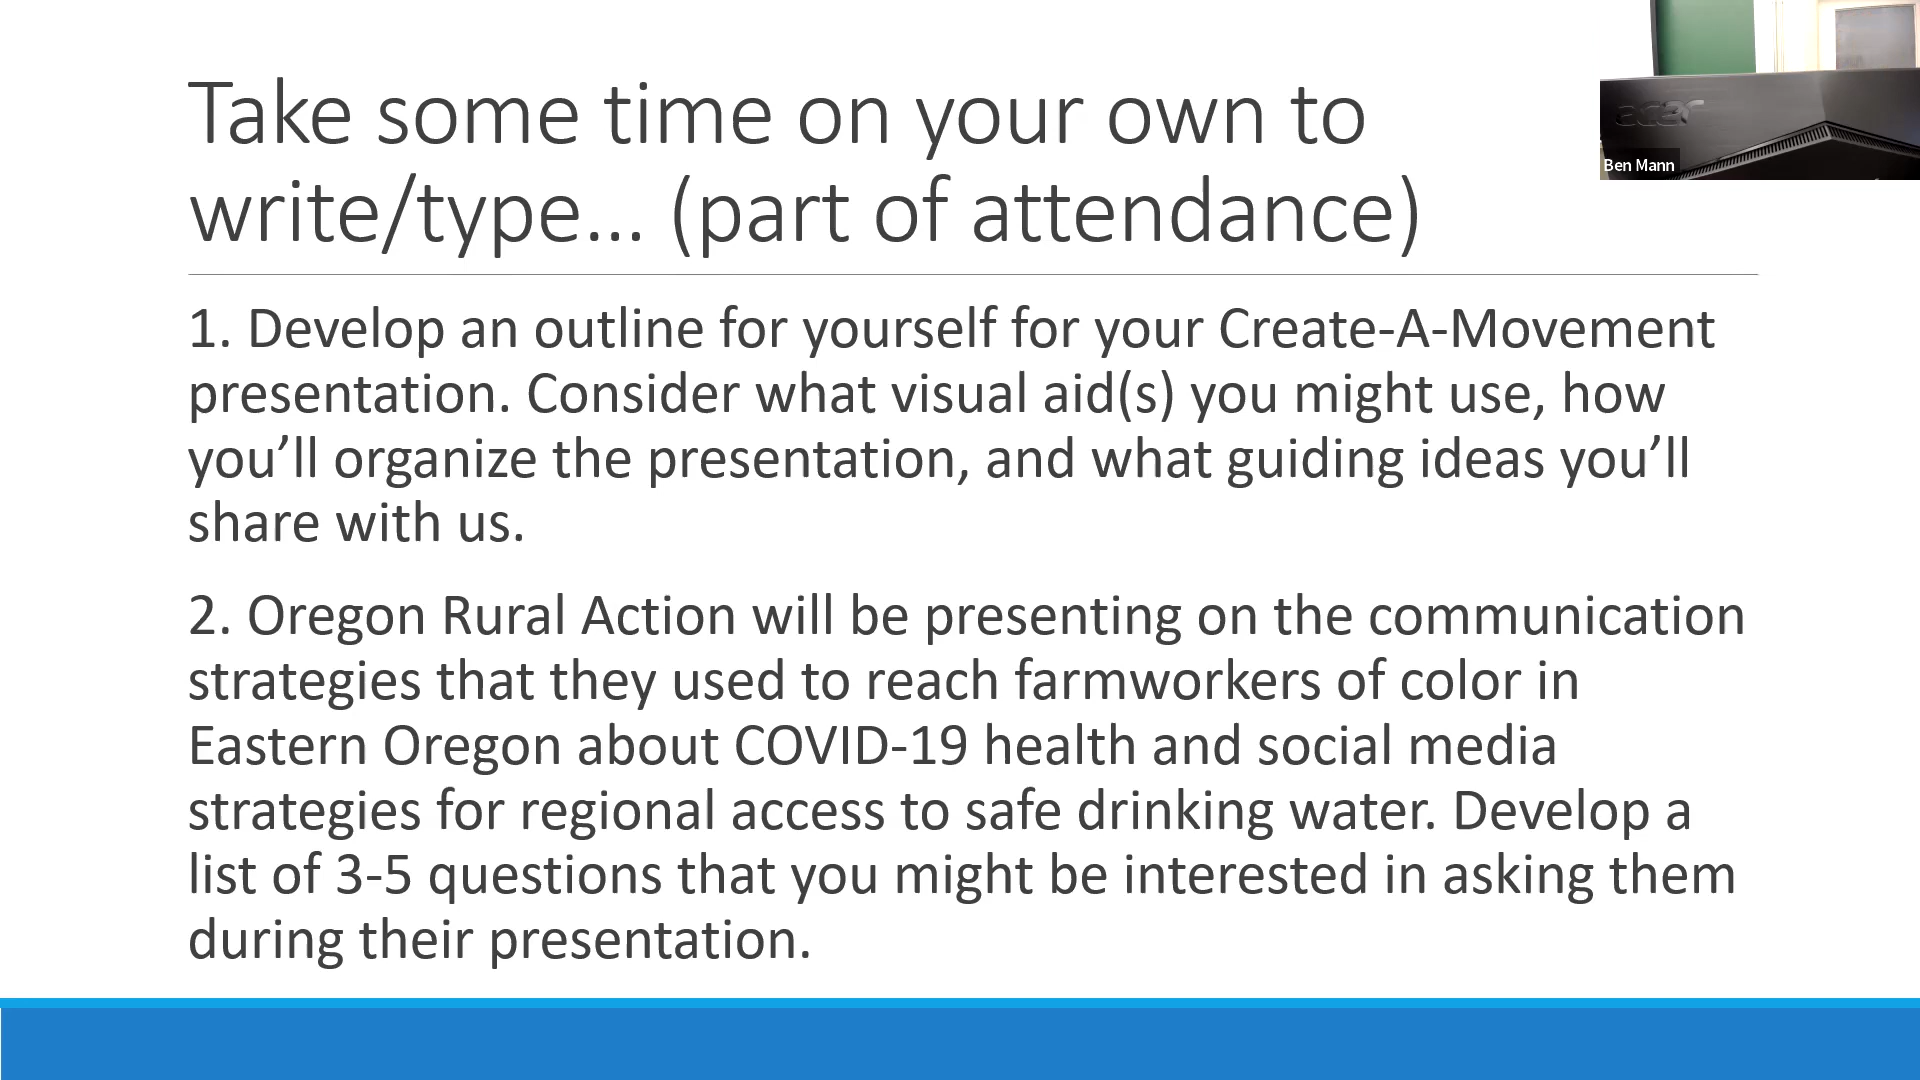 Take some time on your own to
write/type… (part of attendance)
acer
Ben Mann
1. Develop an outline for yourself for your Create-A-Movement
presentation. Consider what visual aid(s) you might use, how
you’ll organize the presentation, and what guiding ideas you’ll
share with us.
2. Oregon Rural Action will be presenting on the communication
strategies that they used to reach farmworkers of color in
Eastern Oregon about COVID-19 health and social media
strategies for regional access to safe drinking water. Develop a
list of 3-5 questions that you might be interested in asking them
during their presentation.